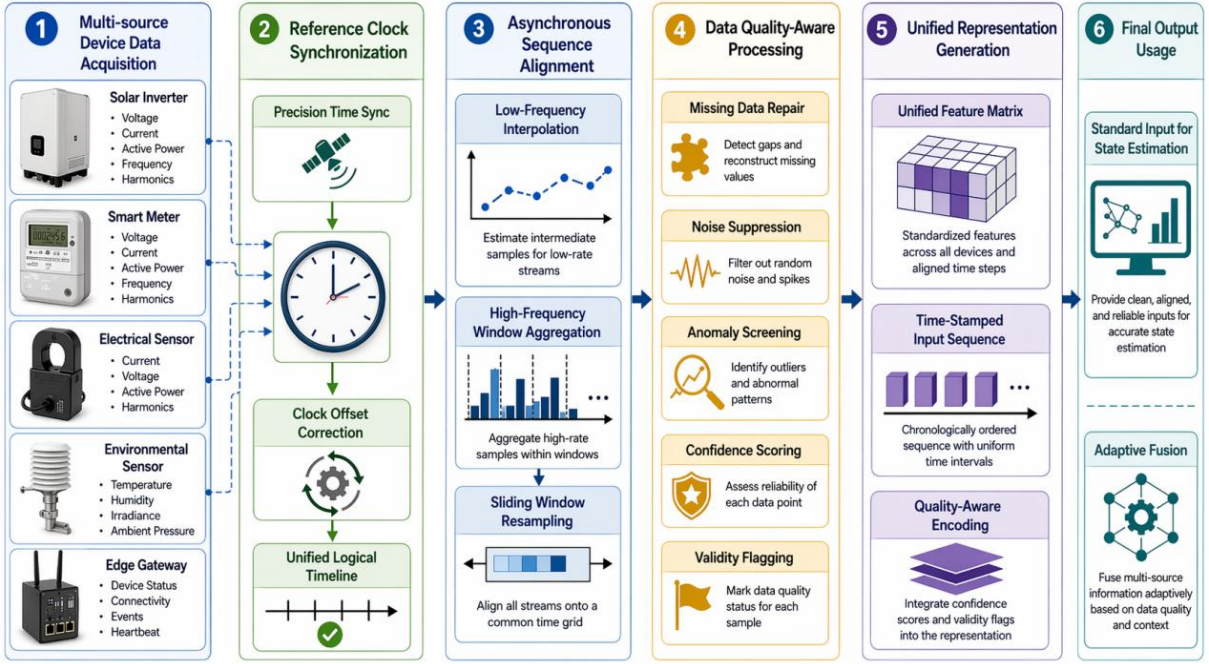 1 Multi-source
Device Data
Acquisition
Solar Inverter
• Voltage
• Current
• Active Power
• Frequency
• Harmonics
Smart Meter
0002456
• Voltage
• Current
• Active Power
• Frequency
• Harmonics
Electrical Sensor
• Current
• Voltage
• Active Power
• Harmonics
Environmental
Sensor
• Temperature
• Humidity
• Irradiance
• Ambient Pressure
Edge Gateway
• Device Status
• Connectivity
• Events
• Heartbeat
2 Reference Clock
Synchronization
Precision Time Sync
Clock Offset
Correction
Unified Logical
Timeline
3 Asynchronous
Sequence
Alignment
Low-Frequency
Interpolation
Estimate intermediate
samples for low-rate
streams
High-Frequency
Window Aggregation
•••
Aggregate high-rate
samples within windows
Sliding Window
Resampling
Align all streams onto a
common time grid
4 Data Quality-Aware
Processing
Missing Data Repair
Detect gaps and
reconstruct missing
values
Noise Suppression
Filter out random
noise and spikes
Anomaly Screening
Identify outliers
and abnormal
patterns
Confidence Scoring
Assess reliability of
each data point
Validity Flagging
Mark data quality
status for each
sample
5 Unified Representation
Generation
Unified Feature Matrix
Standardized features
across all devices and
aligned time steps
Time-Stamped
Input Sequence
•••
Chronologically ordered
sequence with uniform
time intervals
Quality-Aware
Encoding
Integrate confidence
scores and validity flags
into the representation
6 Final Output
Usage
Standard Input for
State Estimation
Provide clean, aligned,
and reliable inputs for
accurate state
estimation
Adaptive Fusion
Fuse multi-source
information adaptively
based on data quality
and context